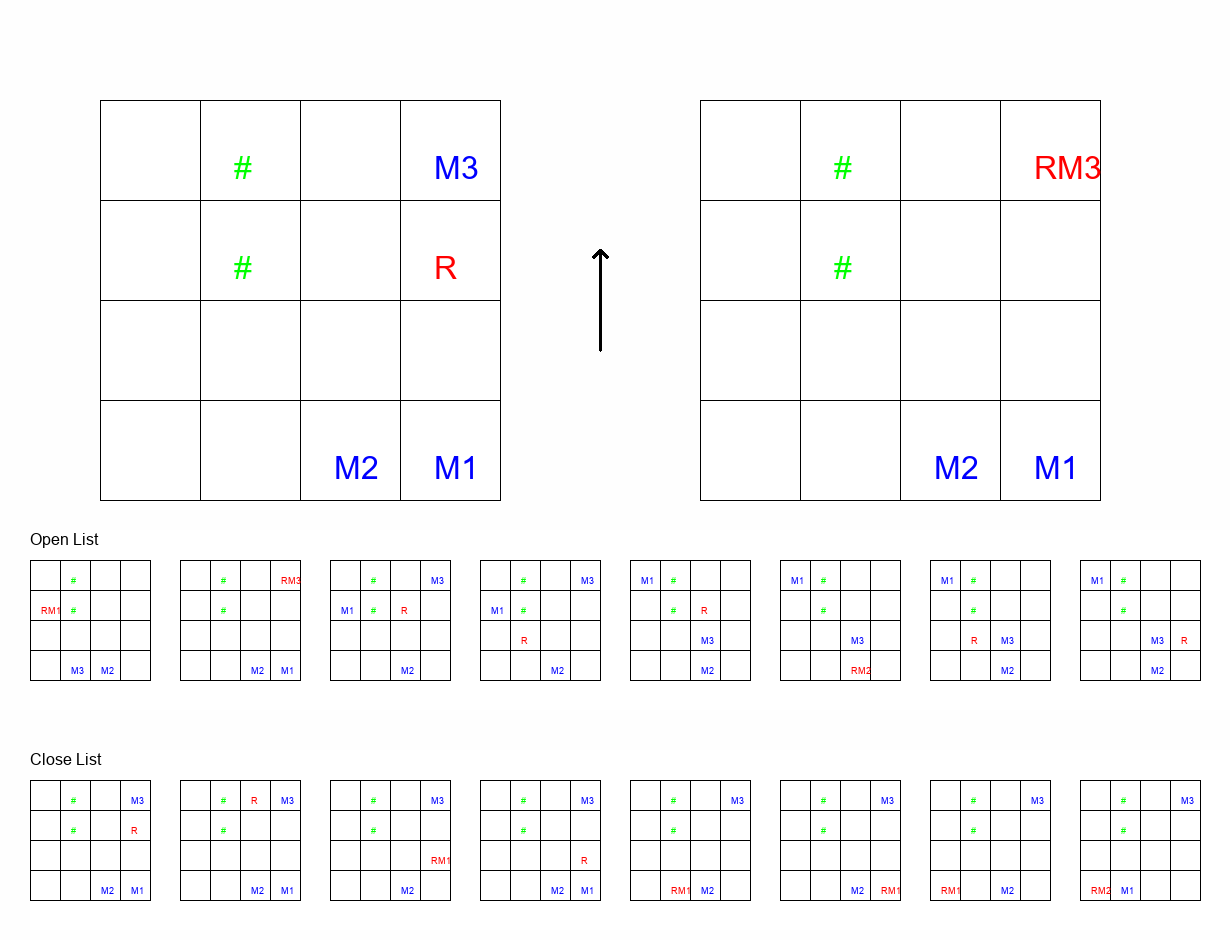 # M3 # RM3
# R #
M2 M1 M2 M1
Open List
# # RM3 # M3 # M3 M1 # M1 # M1 # M1 #
RM1 # # M1 # R M1 # # R # # #
R M3 M3 R M3 M3 R
M3 M2 M2 M1 M2 M2 M2 RM2 M2 M2
Close List
# M3 # R M3 # M3 # M3 # M3 # M3 # M3 # M3
# R # # # # # # #
RM1 R
M2 M1 M2 M1 M2 M2 M1 RM1 M2 M2 RM1 RM1 M2 RM2 M1